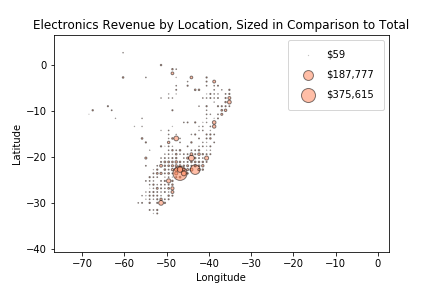 Electronics Revenue by Location, Sized in Comparison to Total
$59
$187,777
$375,615
0
−10
−20
−30
−40
Latitude
−70 −60 −50 −40 −30 −20 −10 0
Longitude